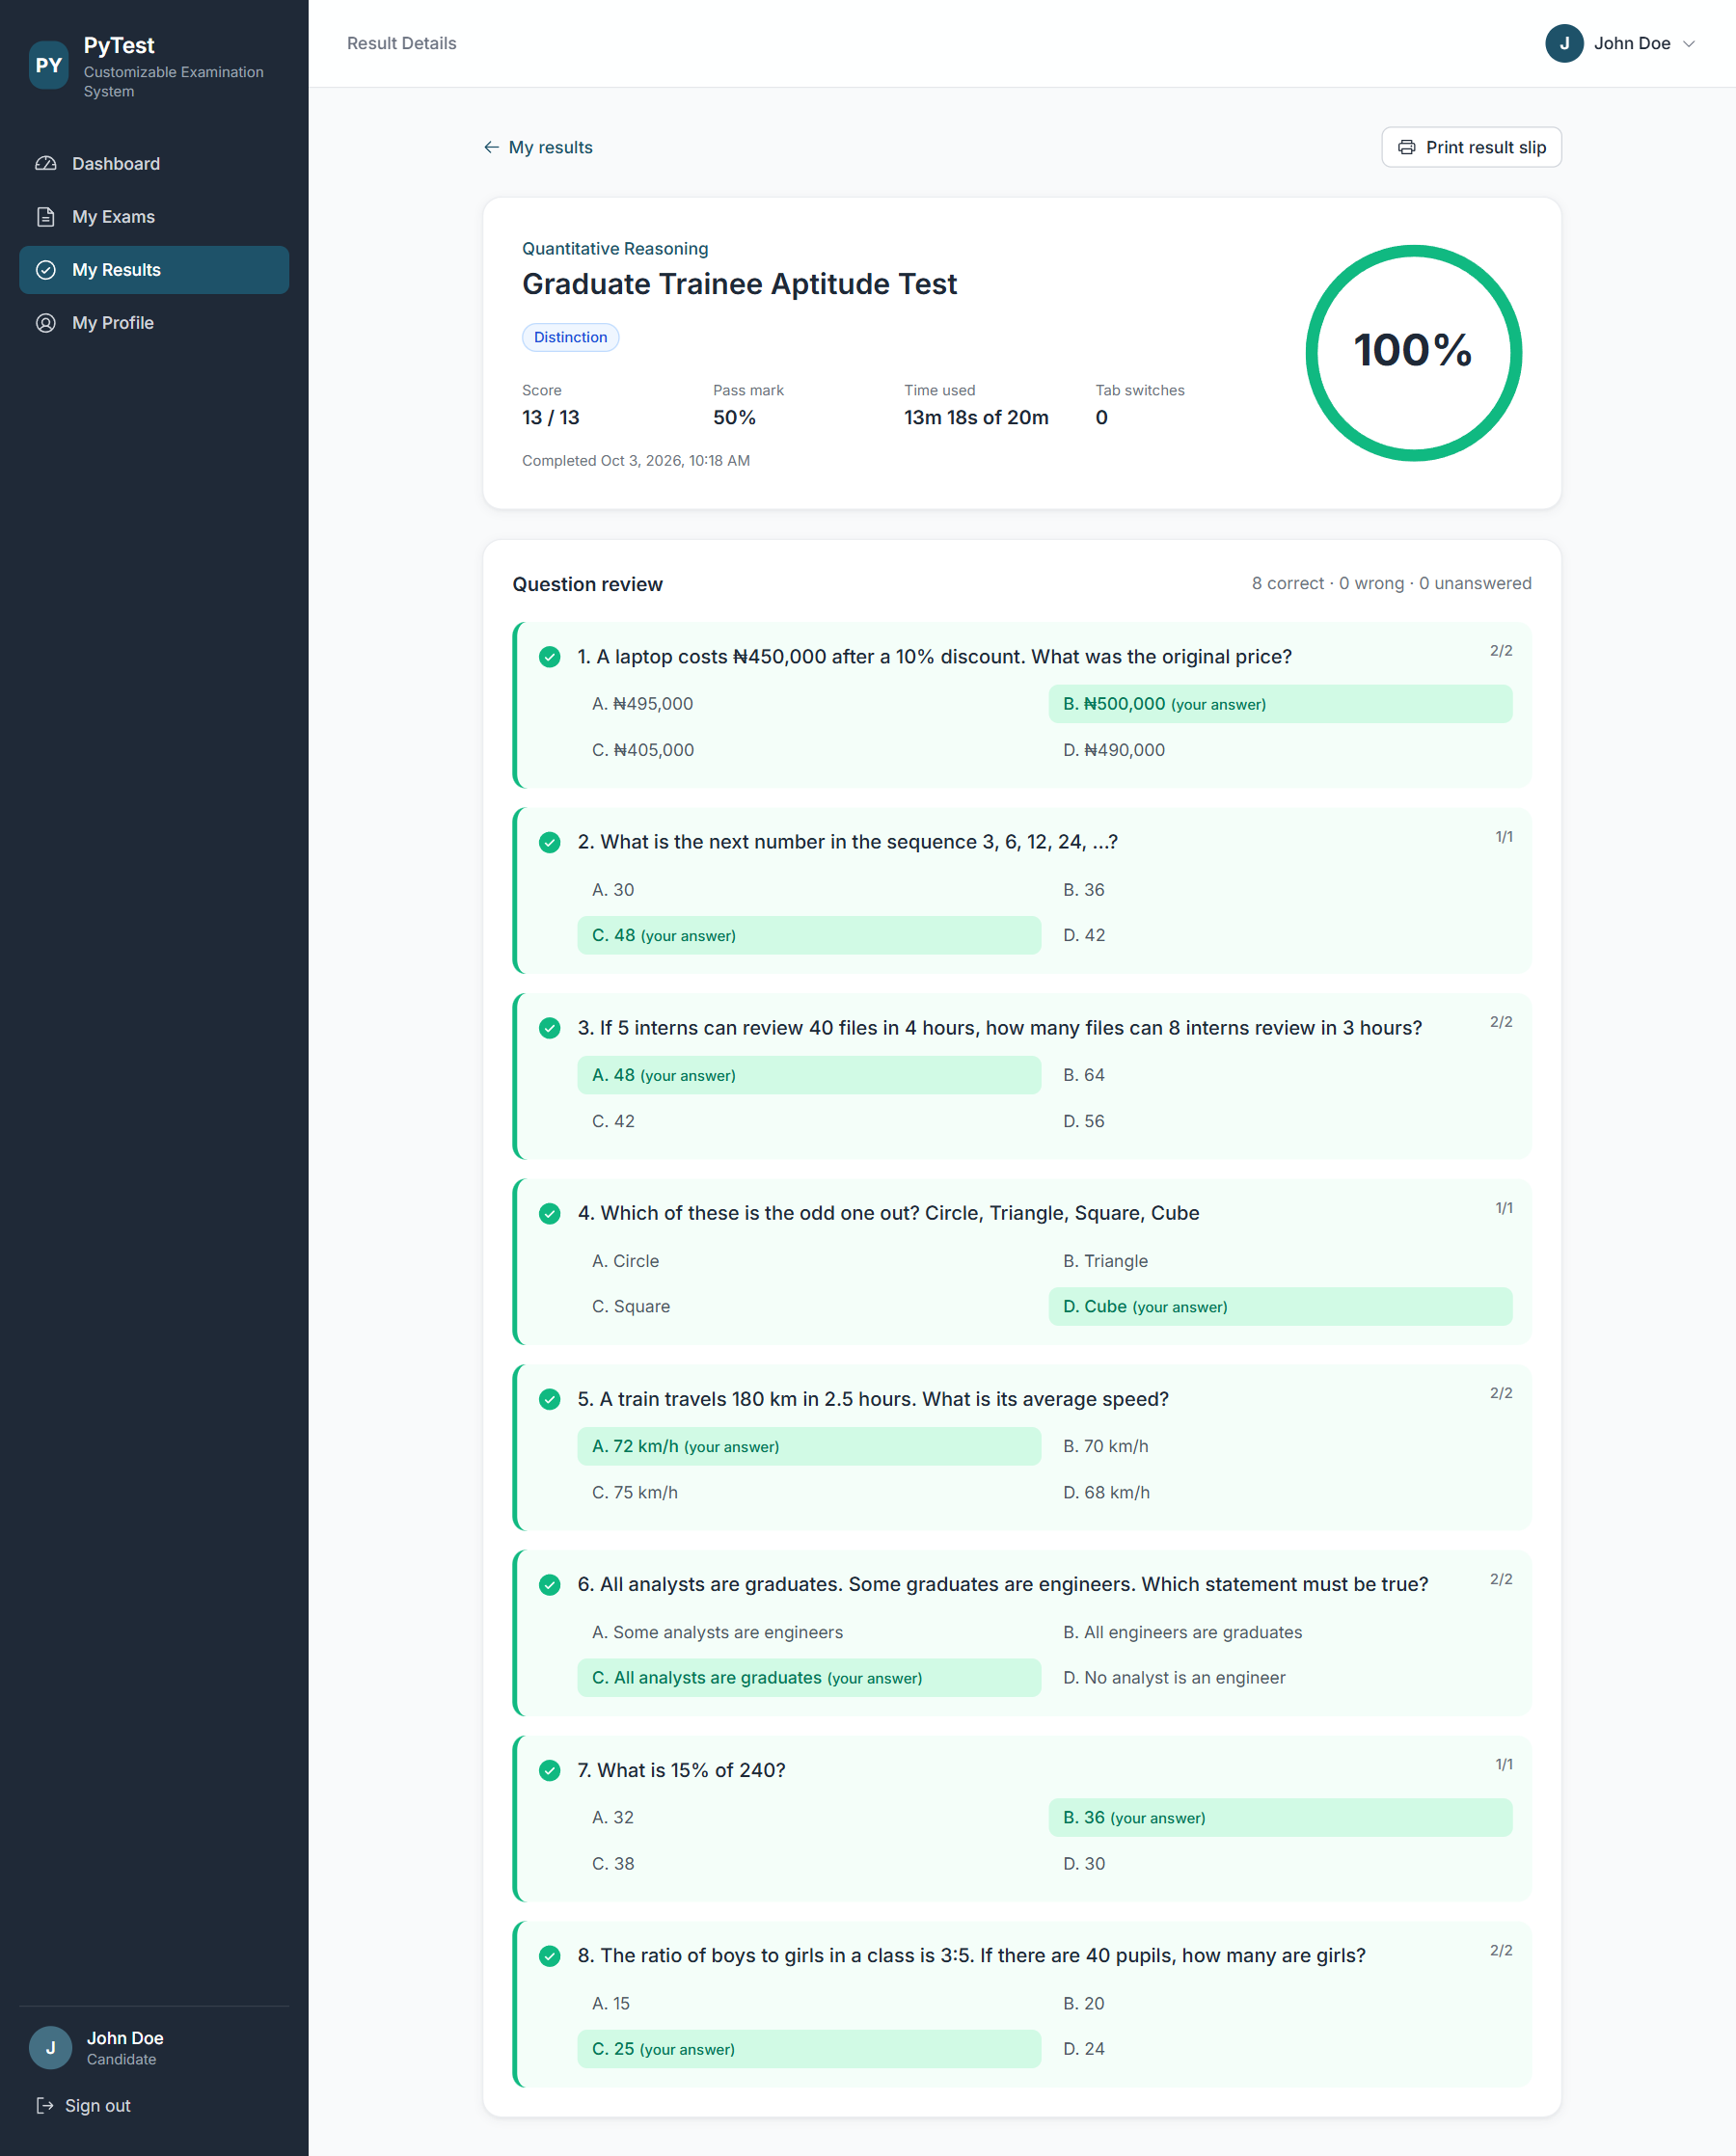 PY
PyTest
Customizable Examination
System
Dashboard
My Exams
My Results
My Profile
John Doe
J
Candidate
Sign out
Result Details
J
John Doe
← My results
Print result slip
Quantitative Reasoning
Graduate Trainee Aptitude Test
Distinction
Score
13 / 13
Pass mark
50%
Time used
13m 18s of 20m
Tab switches
0
Completed Oct 3, 2026, 10:18 AM
100%
Question review
8 correct · 0 wrong · 0 unanswered
1. A laptop costs ₦450,000 after a 10% discount. What was the original price?
2/2
A. ₦495,000
B. ₦500,000 (your answer)
C. ₦405,000
D. ₦490,000
2. What is the next number in the sequence 3, 6, 12, 24, ...?
1/1
A. 30
B. 36
C. 48 (your answer)
D. 42
3. If 5 interns can review 40 files in 4 hours, how many files can 8 interns review in 3 hours?
2/2
A. 48 (your answer)
B. 64
C. 42
D. 56
4. Which of these is the odd one out? Circle, Triangle, Square, Cube
1/1
A. Circle
B. Triangle
C. Square
D. Cube (your answer)
5. A train travels 180 km in 2.5 hours. What is its average speed?
2/2
A. 72 km/h (your answer)
B. 70 km/h
C. 75 km/h
D. 68 km/h
6. All analysts are graduates. Some graduates are engineers. Which statement must be true?
2/2
A. Some analysts are engineers
B. All engineers are graduates
C. All analysts are graduates (your answer)
D. No analyst is an engineer
7. What is 15% of 240?
1/1
A. 32
B. 36 (your answer)
C. 38
D. 30
8. The ratio of boys to girls in a class is 3:5. If there are 40 pupils, how many are girls?
2/2
A. 15
B. 20
C. 25 (your answer)
D. 24